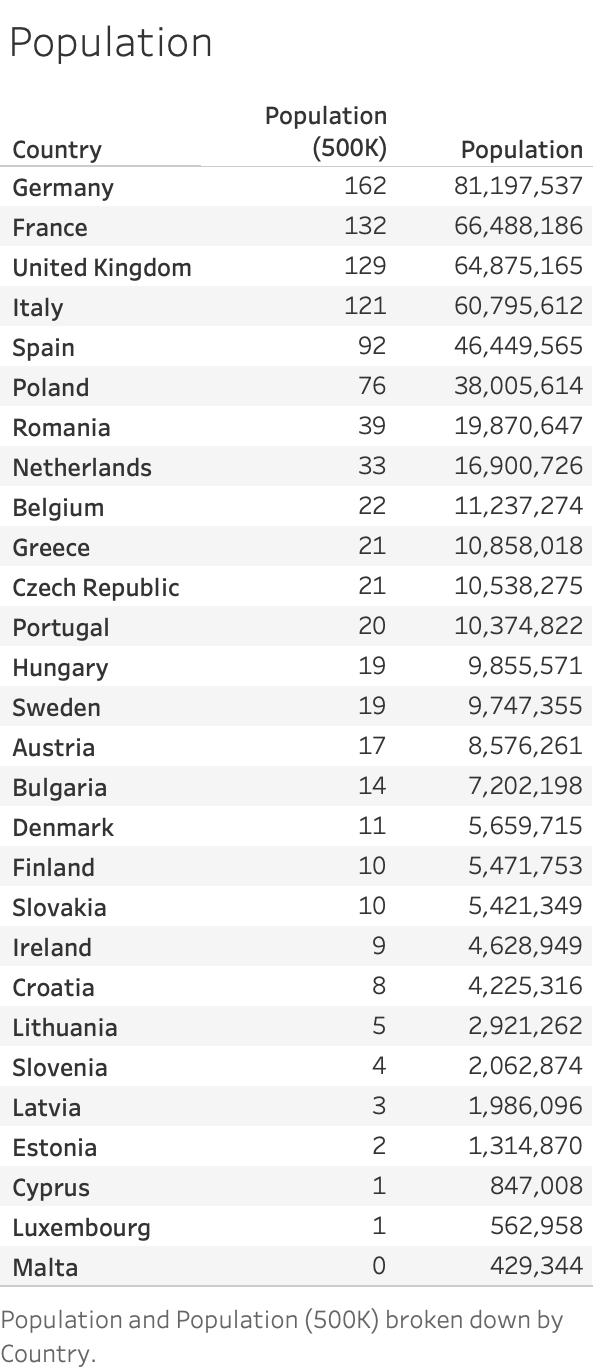 Population
Population
Country (500K) Population
Germany 162 81,197,537
France 132 66,488,186
United Kingdom 129 64,875,165
Italy 121 60,795,612
Spain 92 46,449,565
Poland 76 38,005,614
Romania 39 19,870,647
Netherlands 33 16,900,726
Belgium 22 11,237,274
Greece 21 10,858,018
Czech Republic 21 10,538,275
Portugal 20 10,374,822
Hungary 19 9,855,571
Sweden 19 9,747,355
Austria 17 8,576,261
Bulgaria 14 7,202,198
Denmark 11 5,659,715
Finland 10 5,471,753
Slovakia 10 5,421,349
Ireland 9 4,628,949
Croatia 8 4,225,316
Lithuania 5 2,921,262
Slovenia 4 2,062,874
Latvia 3 1,986,096
Estonia 2 1,314,870
Cyprus 1 847,008
Luxembourg 1 562,958
Malta 0 429,344
Population and Population (500K) broken down by
Country.